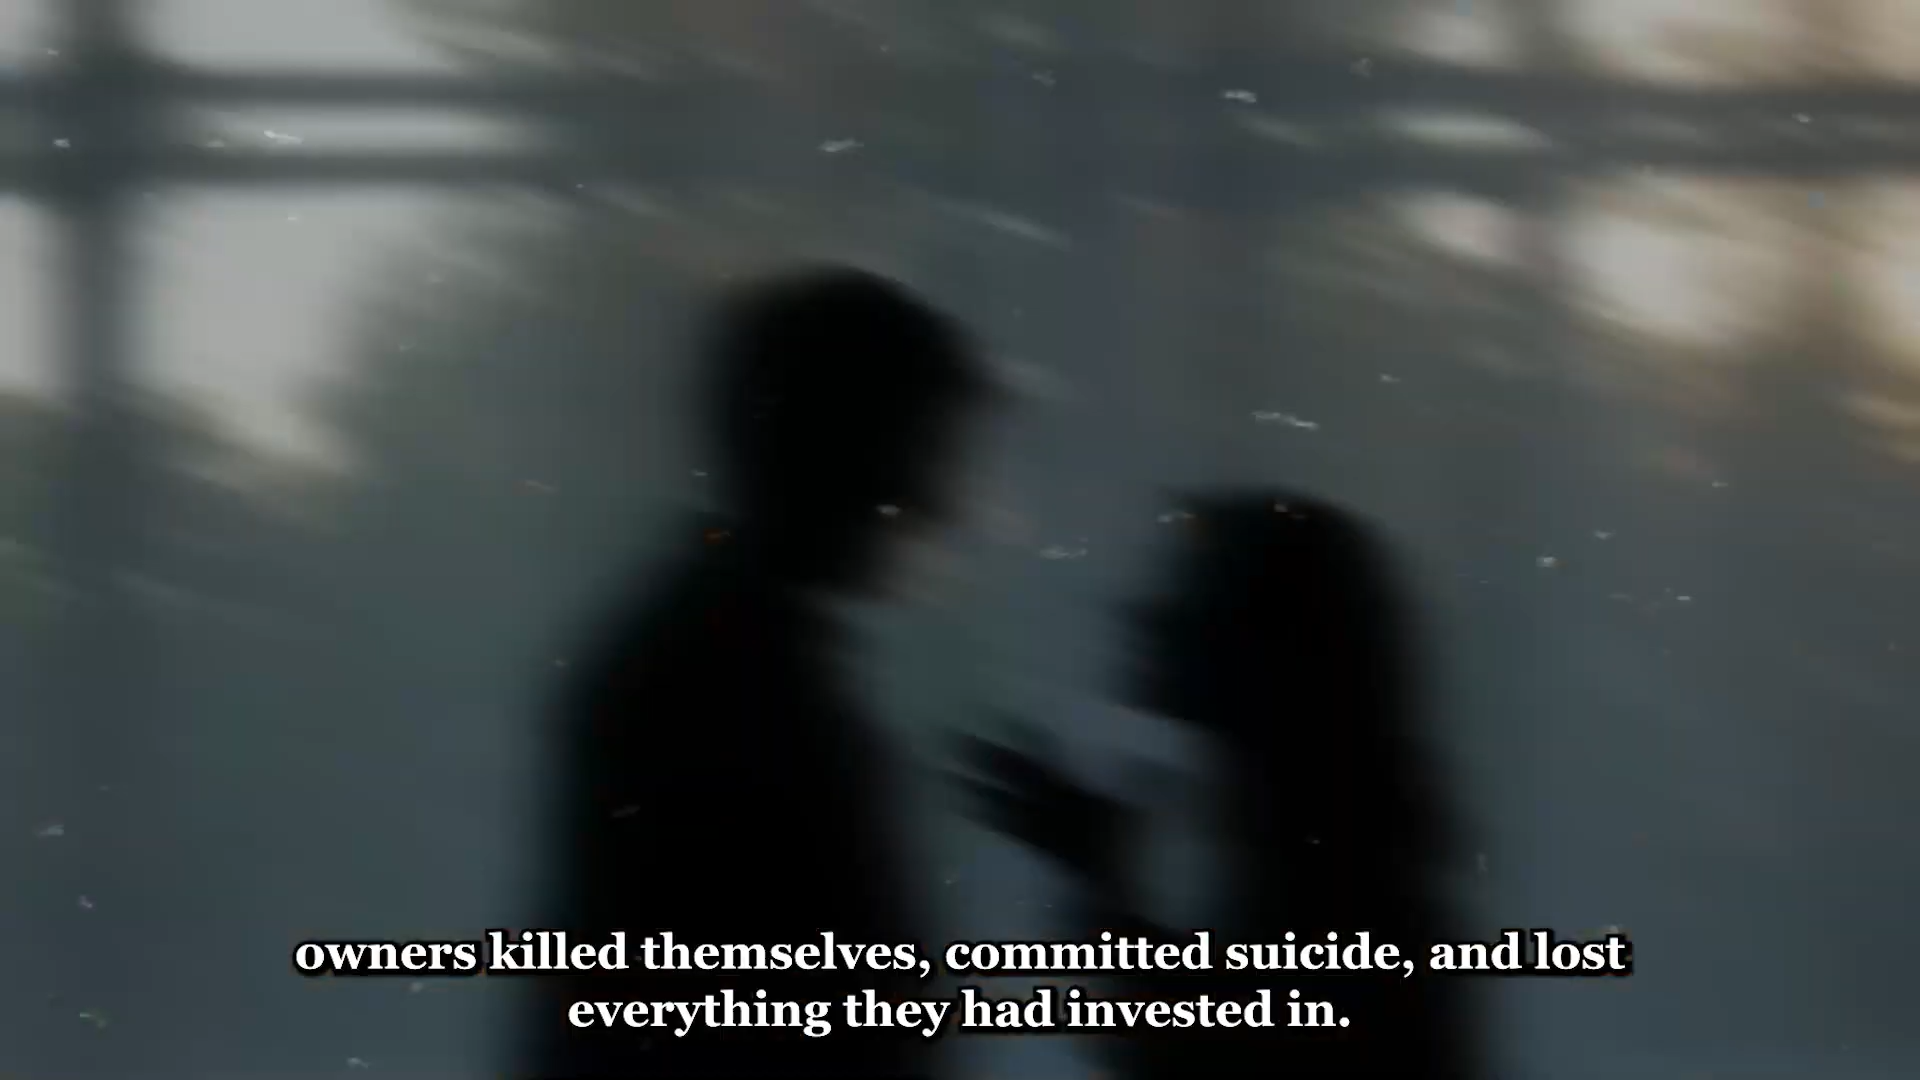 owners killed themselves, committed suicide, and lost
everything they had invested in.